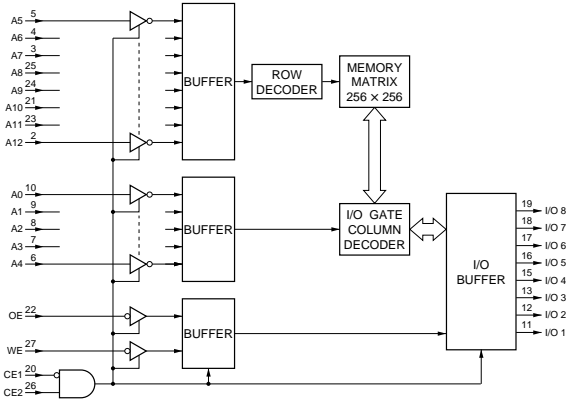 A5 5
A6 4
A7 3
A8 25
A9 24
A10 21
A11 23
A12 2
BUFFER
ROW
DECODER
MEMORY
MATRIX
256 × 256
A0 10
A1 9
A2 8
A3 7
A4 6
BUFFER
I/O GATE
COLUMN
DECODER
I/O
BUFFER
19 I/O 8
18 I/O 7
17 I/O 6
16 I/O 5
15 I/O 4
13 I/O 3
12 I/O 2
11 I/O 1
OE 22
WE 27
BUFFER
CE1 20
CE2 26